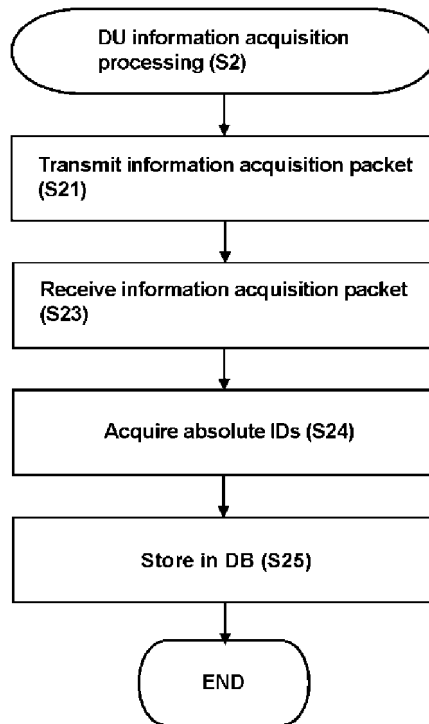 DU information acquisition
processing (S2)
Transmit information acquisition packet
(S21)
Receive information acquisition packet
(S23)
Acquire absolute IDs (S24)
Store in DB (S25)
END